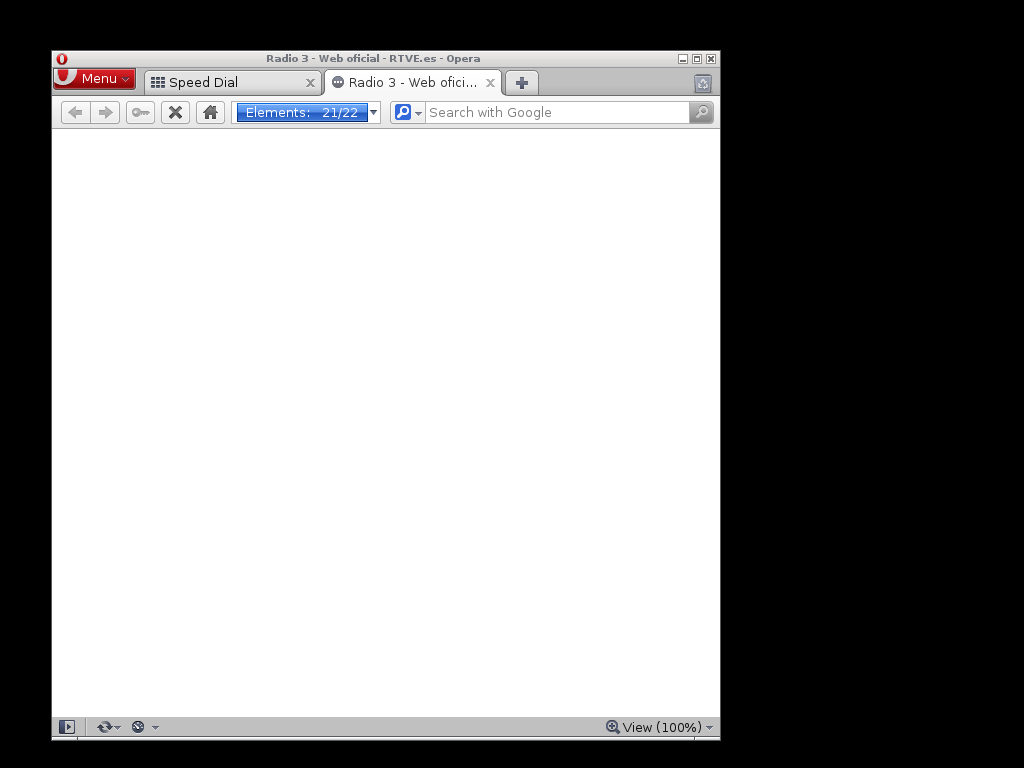 Radio 3 - Web oficial - RTVE.es - Opera
Menu
Speed Dial
Radio 3 - Web ofici...
Elements: 21/22
Search with Google
View (100%)